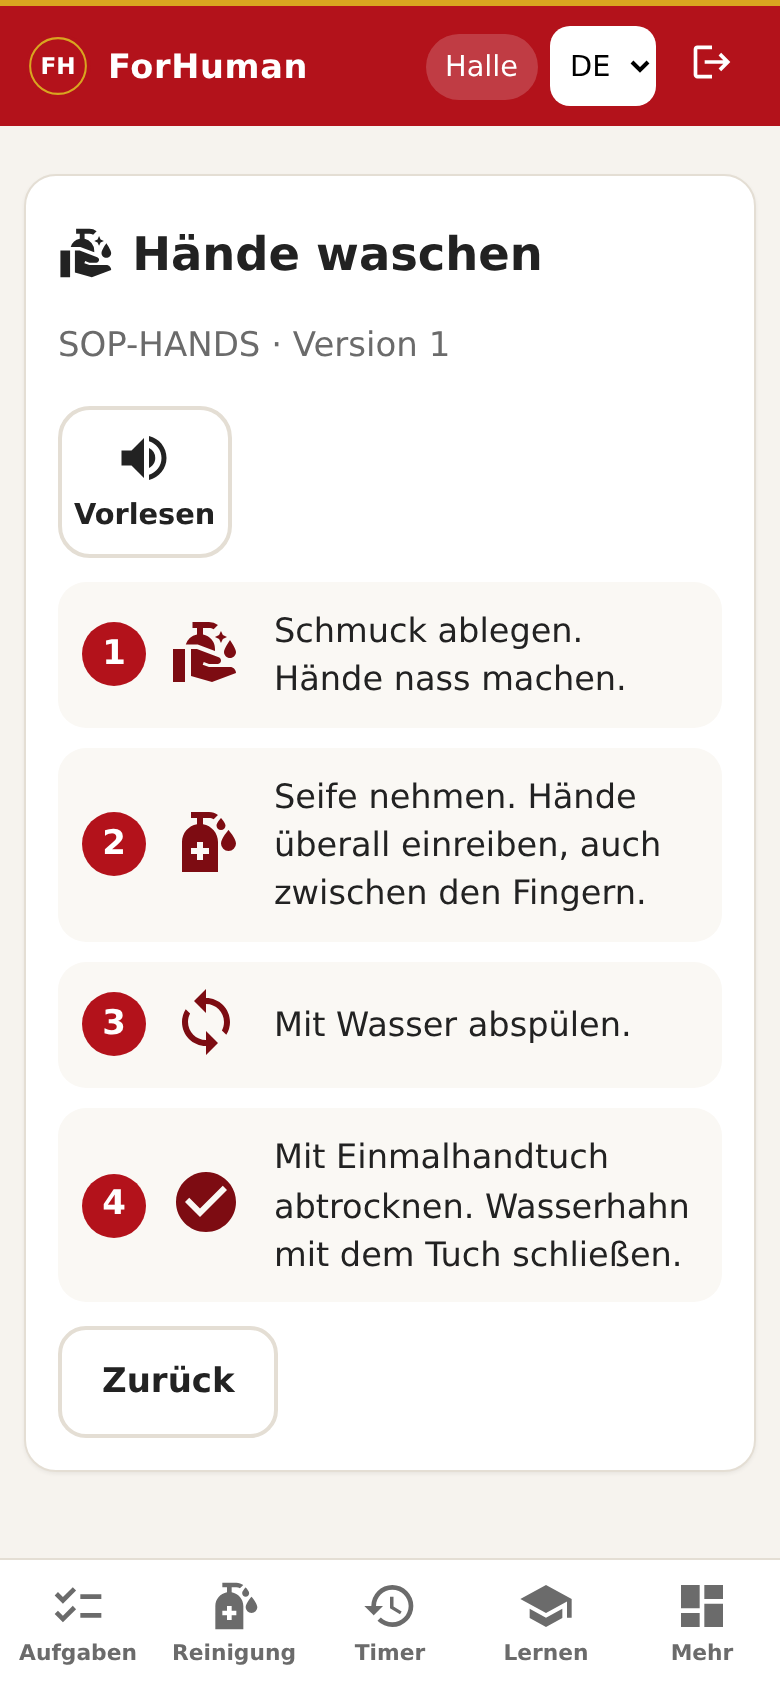 FH ForHuman Halle DE
Hände waschen
SOP-HANDS · Version 1
Vorlesen
1 Schmuck ablegen.
Hände nass machen.
2 Seife nehmen. Hände
überall einreiben, auch
zwischen den Fingern.
3 Mit Wasser abspülen.
4 Mit Einmalhandtuch
abtrocknen. Wasserhahn
mit dem Tuch schließen.
Zurück
Aufgaben Reinigung Timer Lernen Mehr